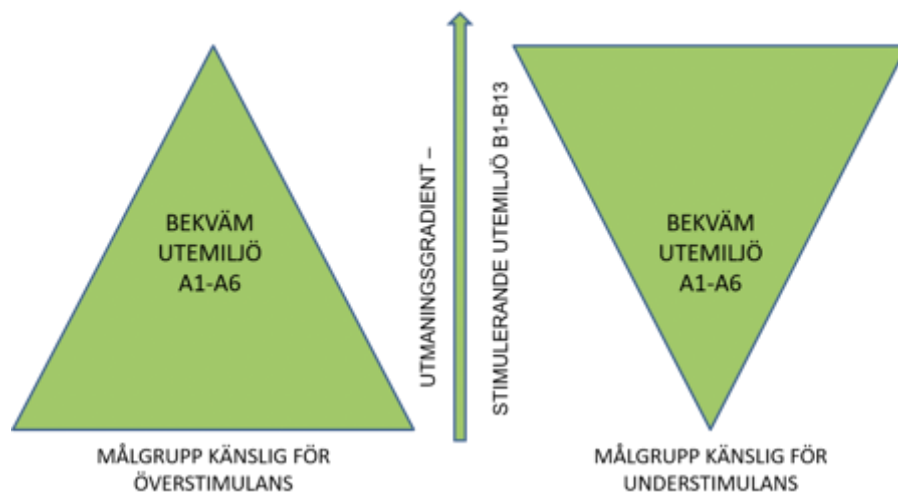 BEKVÄM
UTEMILJÖ
A1-A6
MÅLGRUPP KÄNSLIG FÖR
ÖVERSTIMULANS
UTMANINGSGRADIENT –
STIMULERANDE UTEMILJÖ B1-B13
BEKVÄM
UTEMILJÖ
A1-A6
MÅLGRUPP KÄNSLIG FÖR
UNDERSTIMULANS